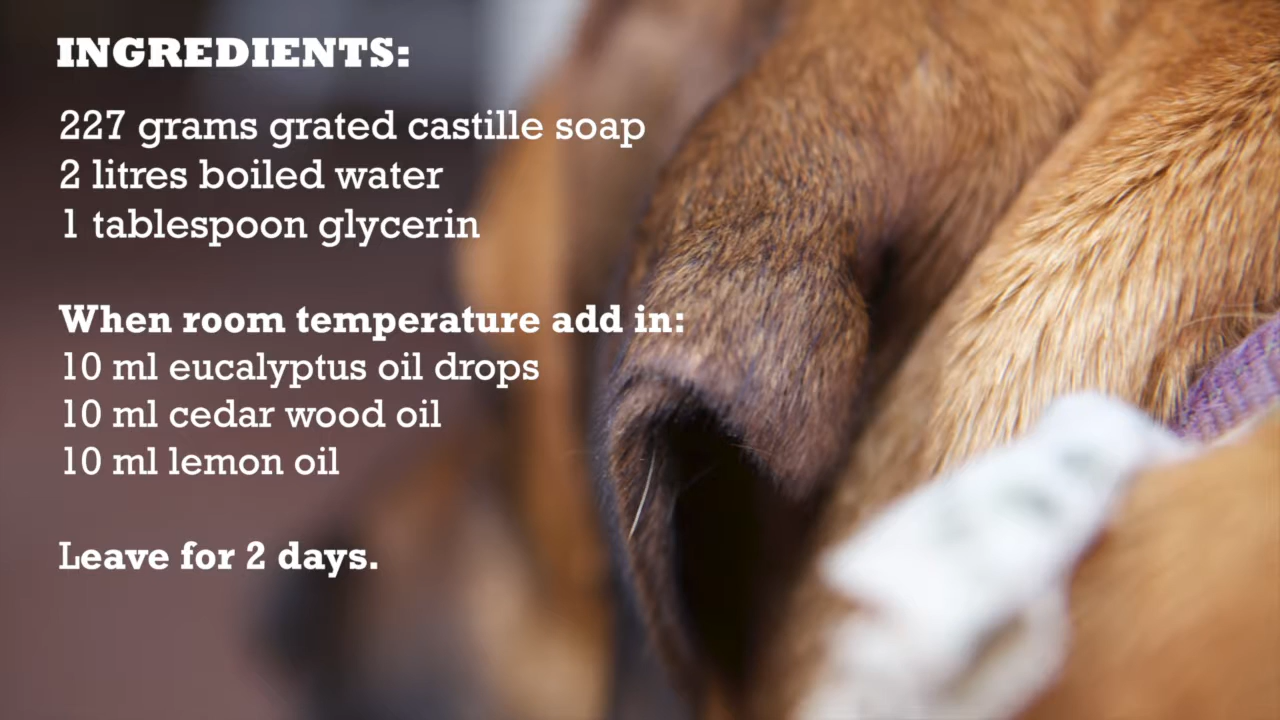 INGREDIENTS:
227 grams grated castille soap
2 litres boiled water
1 tablespoon glycerin
When room temperature add in:
10 ml eucalyptus oil drops
10 ml cedar wood oil
10 ml lemon oil
Leave for 2 days.